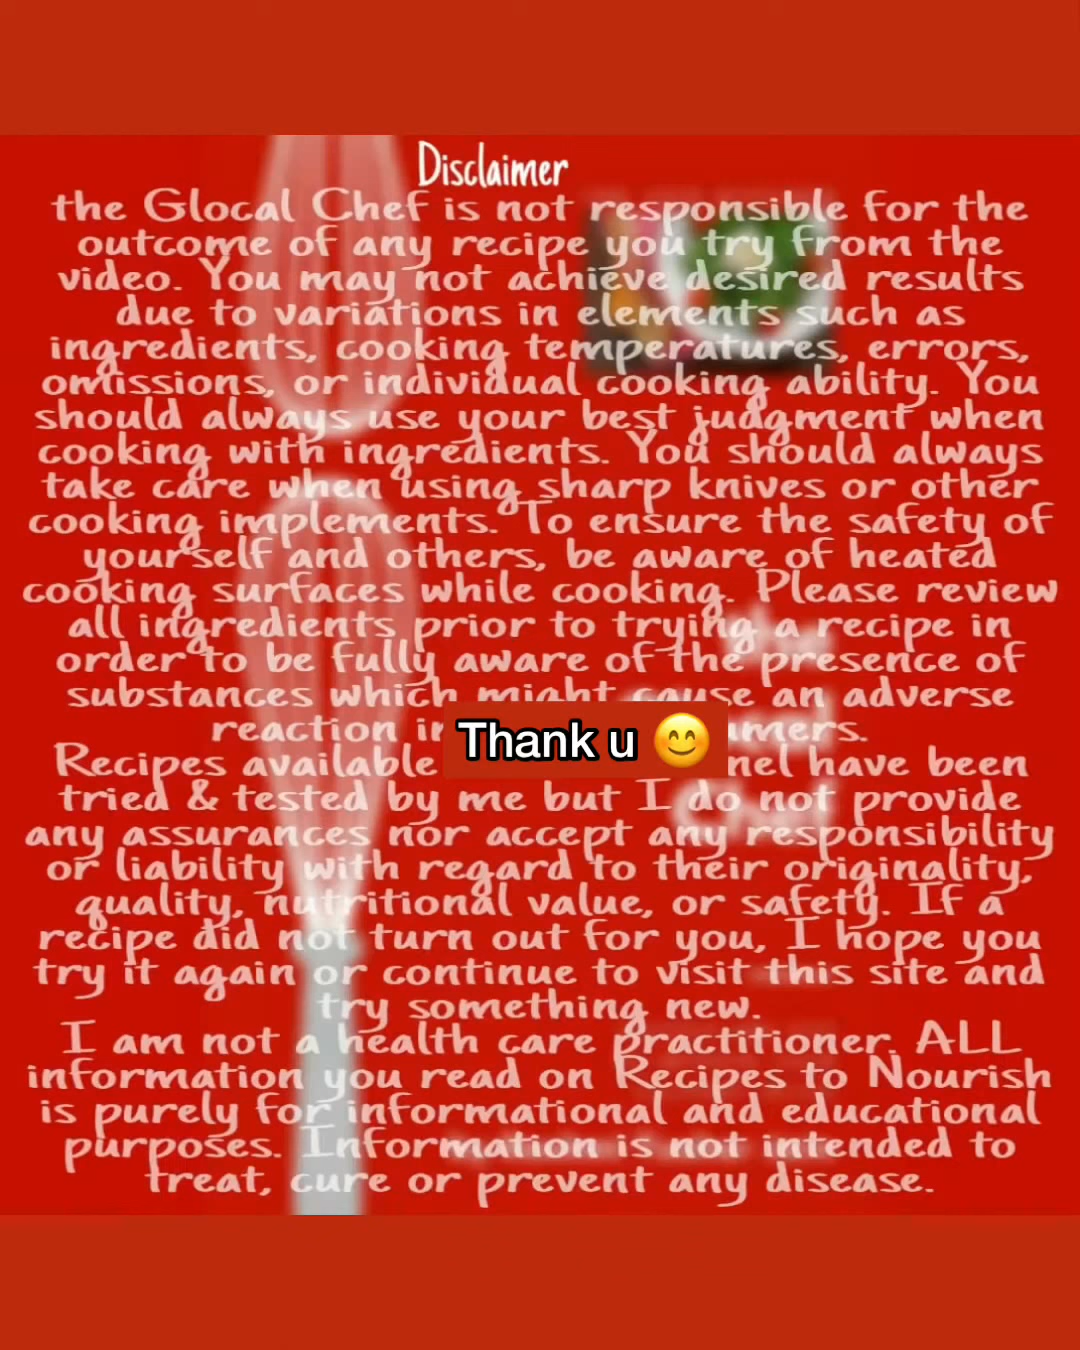 Disclaimer
the Glocal Chef is not responsible for the
outcome of any recipe you try from the
video. You may not achieve desired results
due to variations in elements such as
ingredients, cooking temperatures, errors,
omissions, or individual cooking ability. You
should always use your best judgment when
cooking with ingredients. You should always
take care when using sharp knives or other
cooking implements. To ensure the safety of
yourself and others, be aware of heated
cooking surfaces while cooking. Please review
all ingredients prior to trying a recipe in
order to be fully aware of the presence of
substances which might cause an adverse
reaction
Thank u 😊
Recipes available have been
tried & tested by me but I do not provide
any assurances nor accept any responsibility
or liability with regard to their originality,
quality, nutritional value, or safety. If a
recipe did not turn out for you, I hope you
try it again or continue to visit this site and
try something new.
I am not a health care practitioner. ALL
information you read on Recipes to Nourish
is purely for informational and educational
purposes. Information is not intended to
treat, cure or prevent any disease.